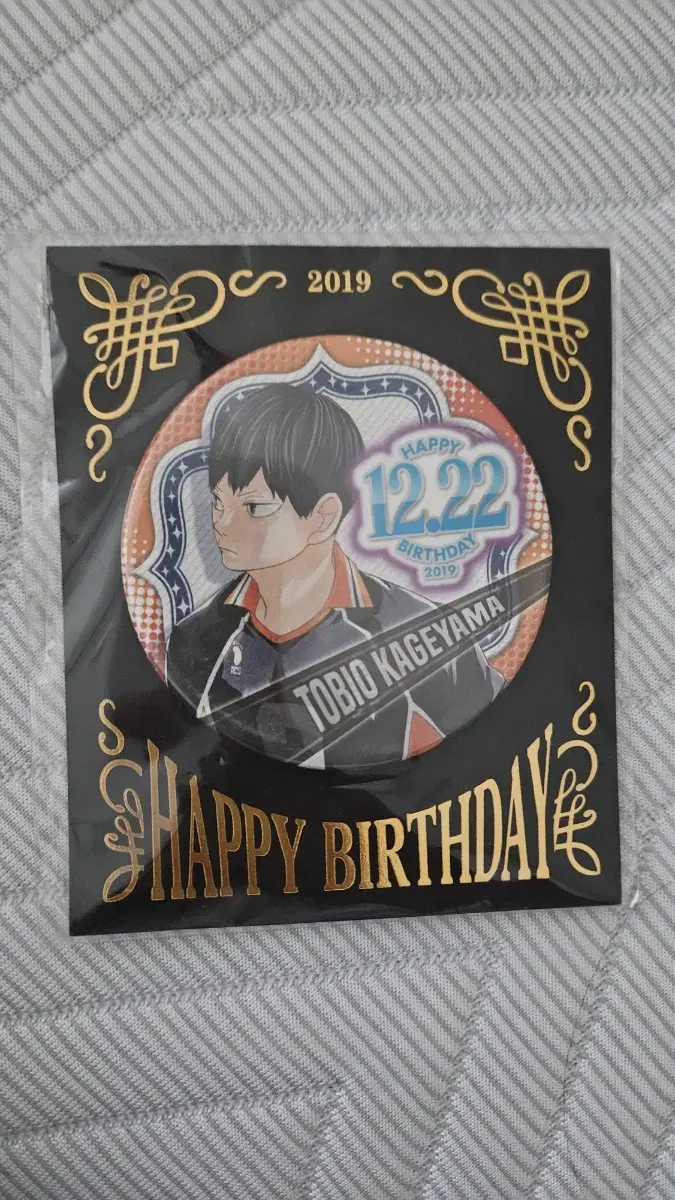 2019
HAPPY
12.22
BIRTHDAY
2019
TOBIO KAGEYAMA
HAPPY BIRTHDAY